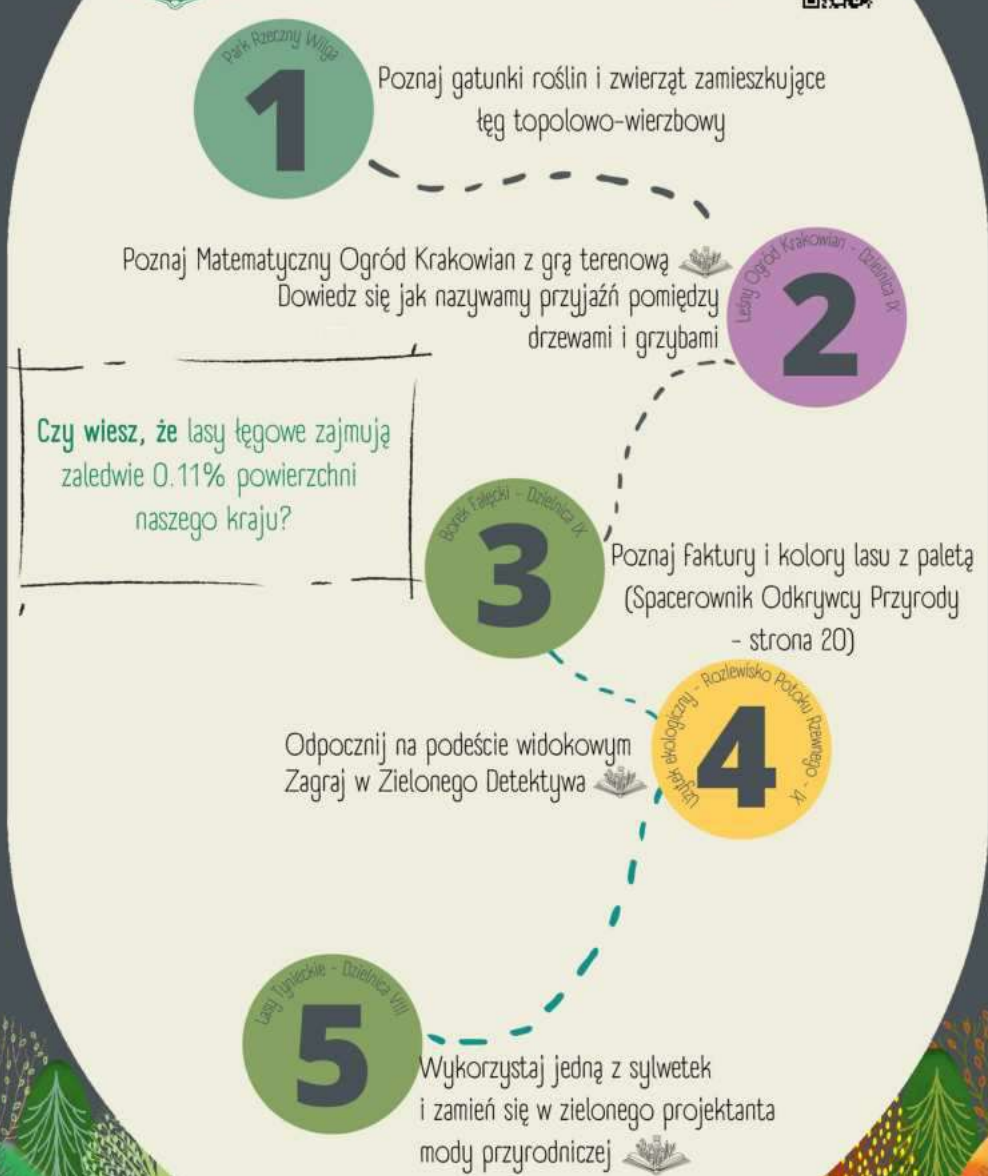 Park Rzeczny Wilga
1
Poznaj gatunki roślin i zwierząt zamieszkujące
łęg topolowo-wierzbowy
Poznaj Matematyczny Ogród Krakowian z grą terenową
Dowiedz się jak nazywamy przyjaźń pomiędzy
drzewami i grzybami
Leśny Ogród Krakowian - Dzielnica IX
2
Czy wiesz, że lasy łęgowe zajmują
zaledwie 0.11% powierzchni
naszego kraju?
Borek Fałęcki - Dzielnica IX
3
Poznaj faktury i kolory lasu z paletą
(Spacerownik Odkrywcy Przyrody
- strona 20)
Użytek ekologiczny - Rozlewisko Potoku Rzewnego - IX
4
Odpocznij na podeście widokowym
Zagraj w Zielonego Detektywa
Lasy Tynieckie - Dzielnica VIII
5
Wykorzystaj jedną z sylwetek
i zamień się w zielonego projektanta
mody przyrodniczej